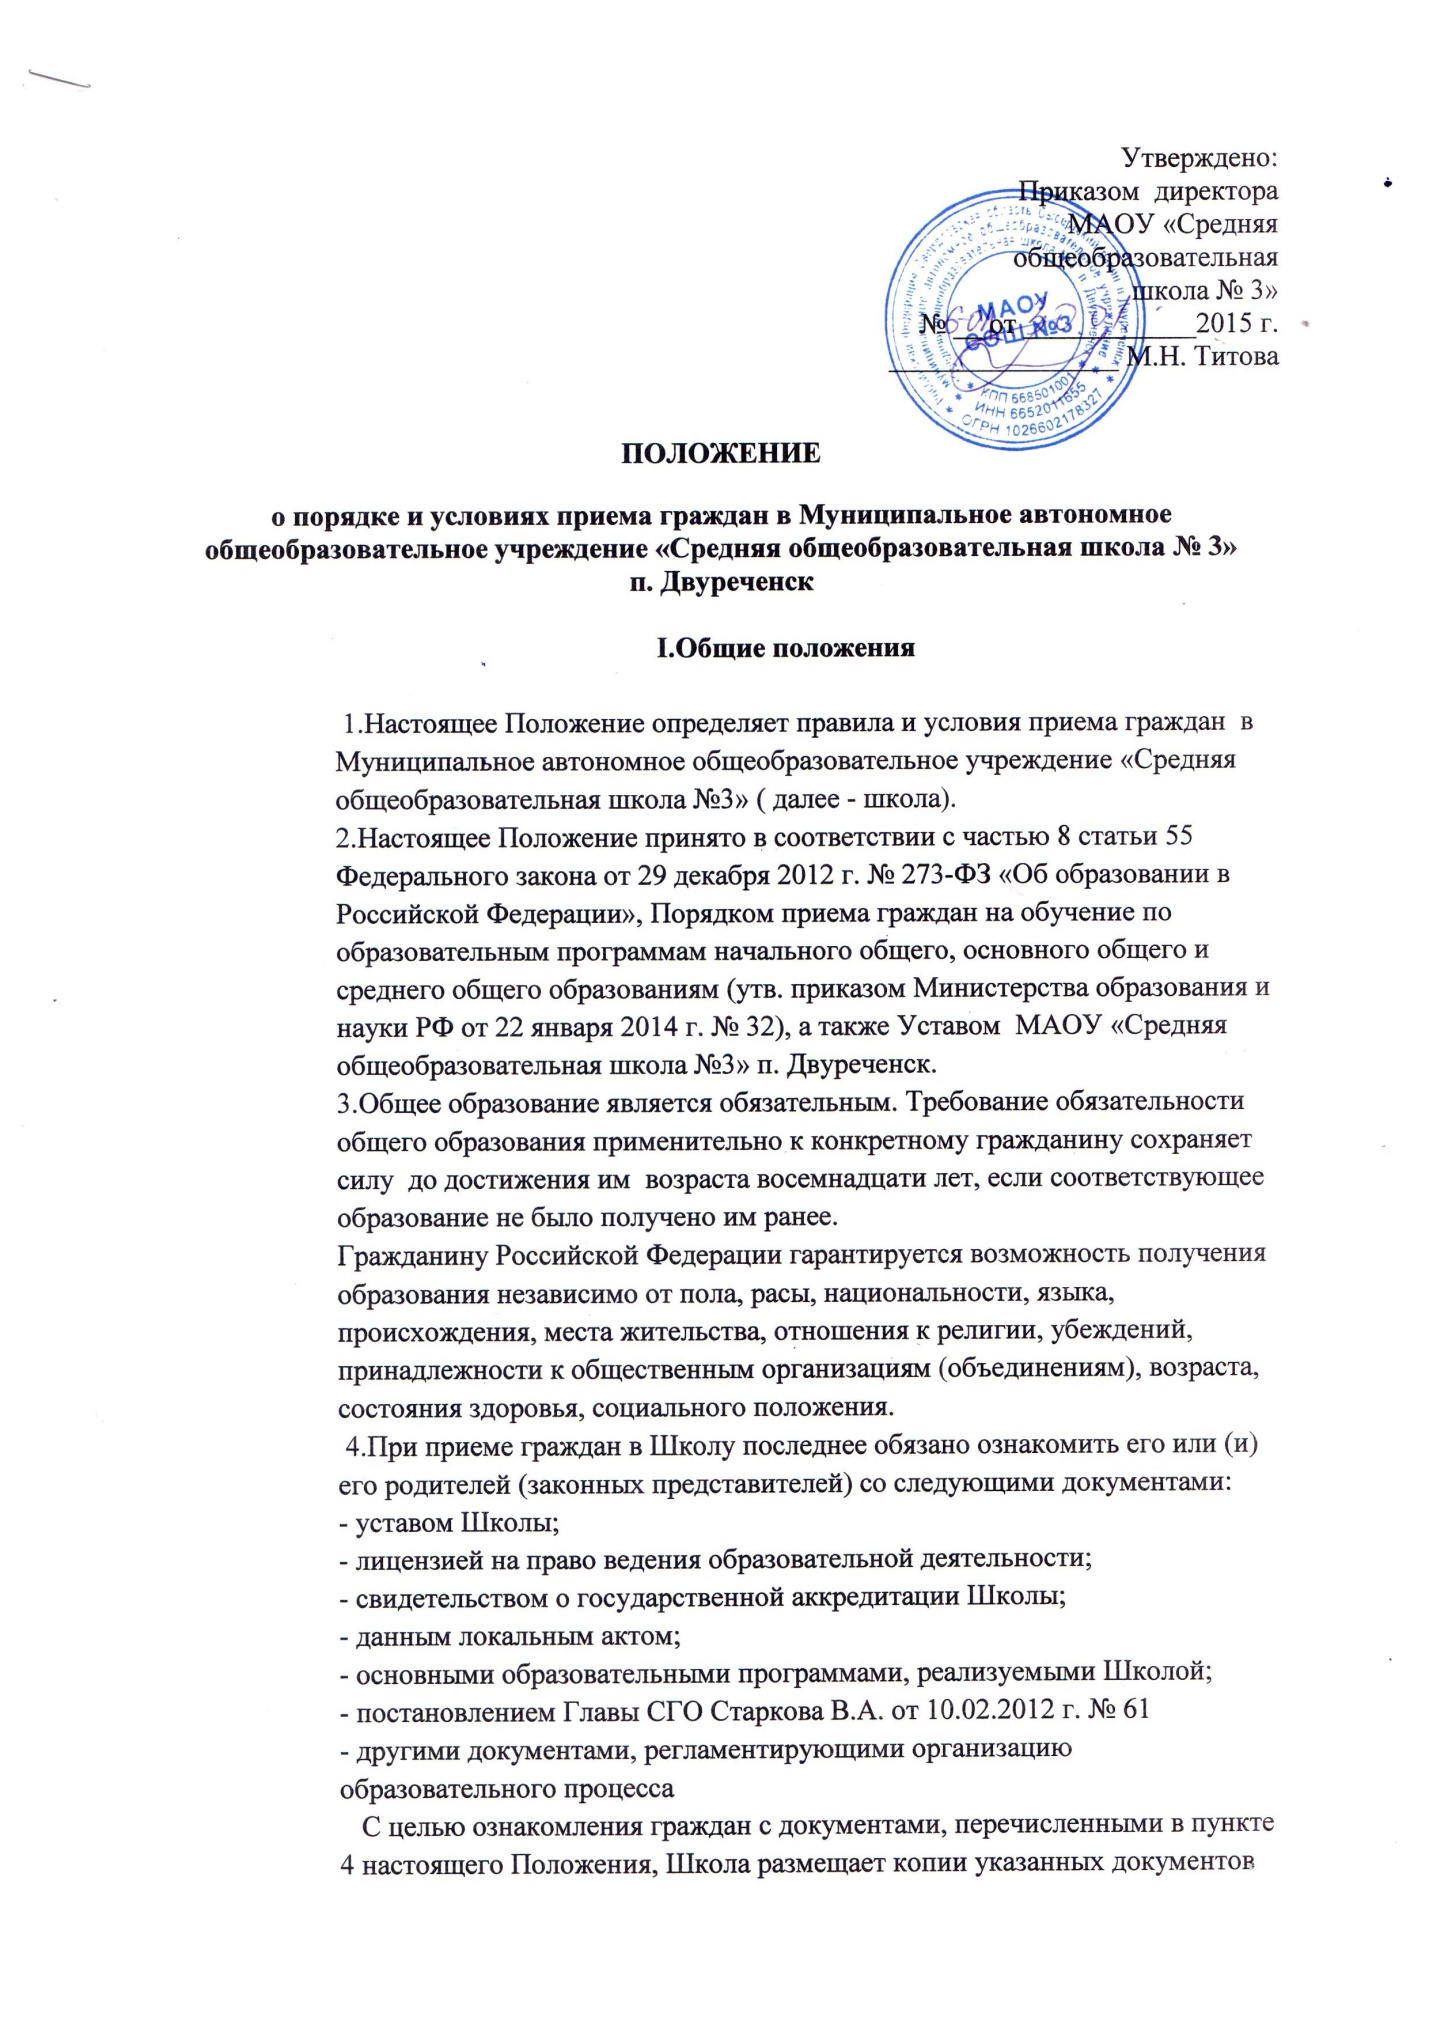 Утверждено:
Приказом директора
МАОУ «Средняя
общеобразовательная
школа № 3»
№ от 2015 г.
М.Н. Титова
МАОУ
СОШ №3
КПП 668501001
ИНН 6652011655
ОГРН 1026602178327
ПОЛОЖЕНИЕ
о порядке и условиях приема граждан в Муниципальное автономное
общеобразовательное учреждение «Средняя общеобразовательная школа № 3»
п. Двуреченск
I.Общие положения
1.Настоящее Положение определяет правила и условия приема граждан в
Муниципальное автономное общеобразовательное учреждение «Средняя
общеобразовательная школа №3» ( далее - школа).
2.Настоящее Положение принято в соответствии с частью 8 статьи 55
Федерального закона от 29 декабря 2012 г. № 273-ФЗ «Об образовании в
Российской Федерации», Порядком приема граждан на обучение по
образовательным программам начального общего, основного общего и
среднего общего образованиям (утв. приказом Министерства образования и
науки РФ от 22 января 2014 г. № 32), а также Уставом МАОУ «Средняя
общеобразовательная школа №3» п. Двуреченск.
3.Общее образование является обязательным. Требование обязательности
общего образования применительно к конкретному гражданину сохраняет
силу до достижения им возраста восемнадцати лет, если соответствующее
образование не было получено им ранее.
Гражданину Российской Федерации гарантируется возможность получения
образования независимо от пола, расы, национальности, языка,
происхождения, места жительства, отношения к религии, убеждений,
принадлежности к общественным организациям (объединениям), возраста,
состояния здоровья, социального положения.
4.При приеме граждан в Школу последнее обязано ознакомить его или (и)
его родителей (законных представителей) со следующими документами:
- уставом Школы;
- лицензией на право ведения образовательной деятельности;
- свидетельством о государственной аккредитации Школы;
- данным локальным актом;
- основными образовательными программами, реализуемыми Школой;
- постановлением Главы СГО Старкова В.А. от 10.02.2012 г. № 61
- другими документами, регламентирующими организацию
образовательного процесса
С целью ознакомления граждан с документами, перечисленными в пункте
4 настоящего Положения, Школа размещает копии указанных документов